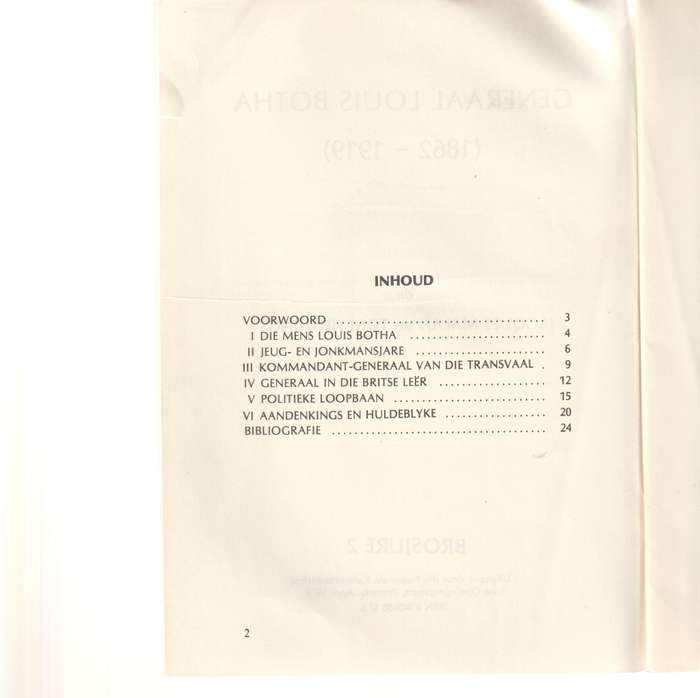 INHOUD
VOORWOORD 3
I DIE MENS LOUIS BOTHA 4
II JEUG- EN JONKMANSJARE 6
III KOMMANDANT-GENERAAL VAN DIE TRANSVAAL 9
IV GENERAAL IN DIE BRITSE LEËR 12
V POLITIEKE LOOPBAAN 15
VI AANDENKINGS EN HULDEBLYKE 20
BIBLIOGRAFIE 24
2